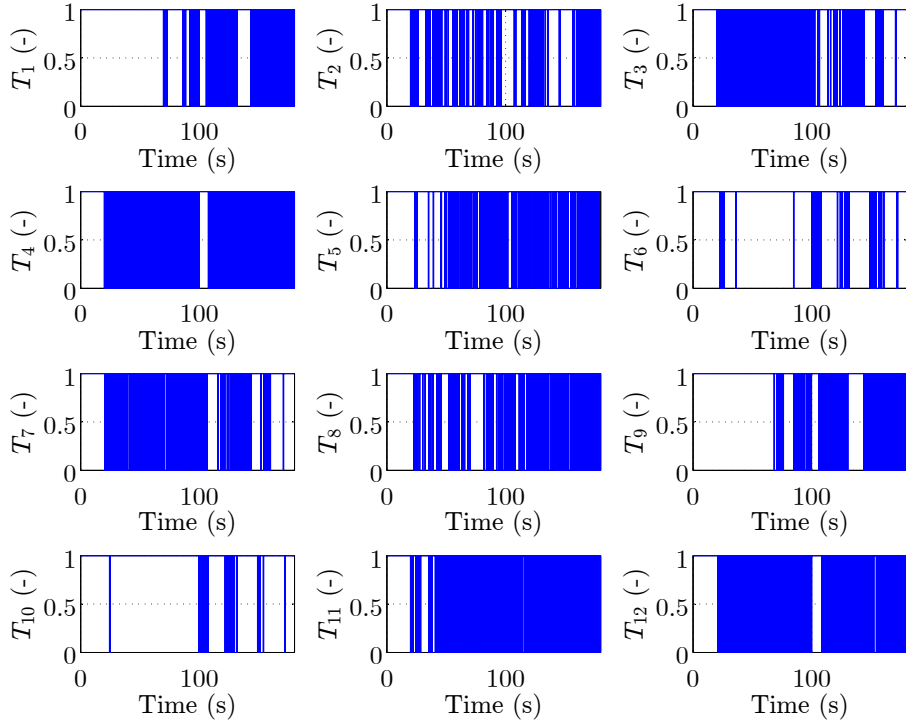 1 1 1
T1 (-) 0.5 T2 (-) 0.5 T3 (-) 0.5
0 0 0
0 100 0 100 0 100
Time (s) Time (s) Time (s)
1 1 1
T4 (-) 0.5 T5 (-) 0.5 T6 (-) 0.5
0 0 0
0 100 0 100 0 100
Time (s) Time (s) Time (s)
1 1 1
T7 (-) 0.5 T8 (-) 0.5 T9 (-) 0.5
0 0 0
0 100 0 100 0 100
Time (s) Time (s) Time (s)
1 1 1
T10 (-) 0.5 T11 (-) 0.5 T12 (-) 0.5
0 0 0
0 100 0 100 0 100
Time (s) Time (s) Time (s)